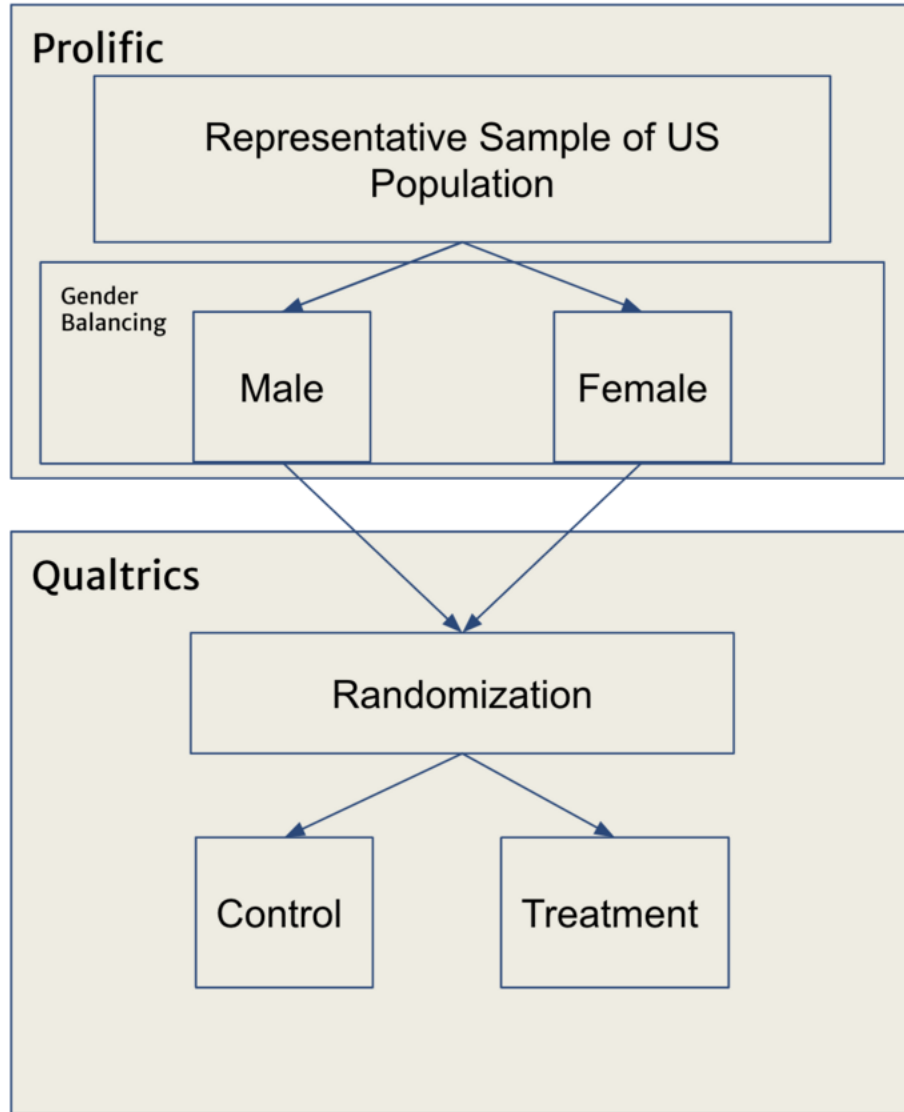 Prolific
Representative Sample of US
Population
Gender
Balancing
Male
Female
Qualtrics
Randomization
Control
Treatment